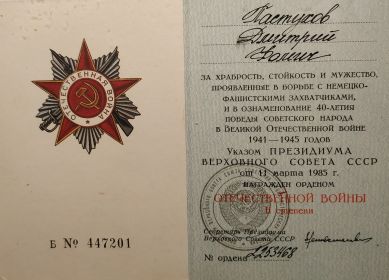 ОТЕЧЕСТВЕННАЯ ВОЙНА
Б № 447201
Пастухов
Дмитрий
ЗА ХРАБРОСТЬ, СТОЙКОСТЬ И МУЖЕСТВО,
ПРОЯВЛЕННЫЕ В БОРЬБЕ С НЕМЕЦКО-
ФАШИСТСКИМИ ЗАХВАТЧИКАМИ,
И В ОЗНАМЕНОВАНИЕ 40-ЛЕТИЯ
ПОБЕДЫ СОВЕТСКОГО НАРОДА
В ВЕЛИКОЙ ОТЕЧЕСТВЕННОЙ ВОЙНЕ
1941—1945 ГОДОВ
УКАЗОМ ПРЕЗИДИУМА
ВЕРХОВНОГО СОВЕТА СССР
от 11 марта 1985 г.
НАГРАЖДЕН ОРДЕНОМ
ОТЕЧЕСТВЕННОЙ ВОЙНЫ
II степени
Секретарь Президиума
Верховного Совета СССР
№ ордена 2253468